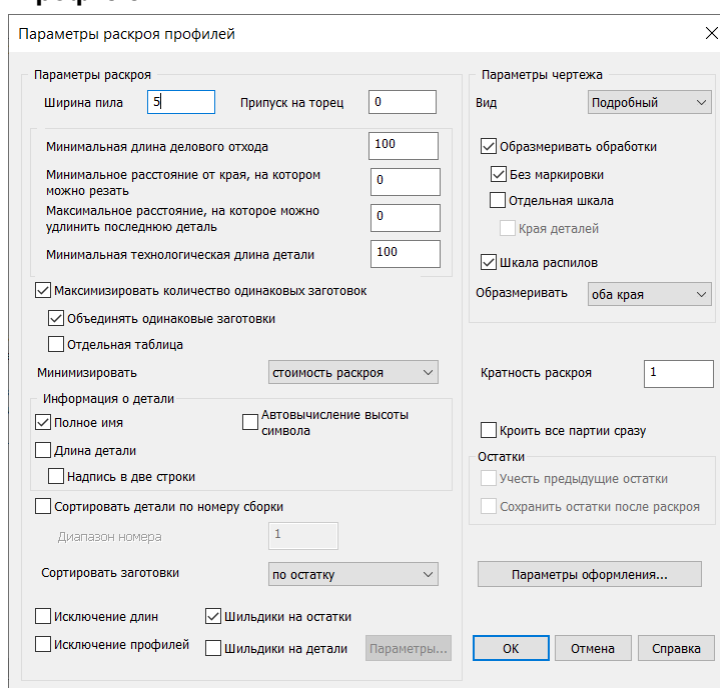 Параметры раскроя профилей
Параметры раскроя
Ширина пила 5 Припуск на торец 0
Минимальная длина делового отхода 100
Минимальное расстояние от края, на котором
можно резать 0
Максимальное расстояние, на которое можно
удлинить последнюю деталь 0
Минимальная технологическая длина детали 100
Максимизировать количество одинаковых заготовок
Объединять одинаковые заготовки
Отдельная таблица
Минимизировать стоимость раскроя
Информация о детали
Полное имя Автовычисление высоты
символа
Длина детали
Надпись в две строки
Сортировать детали по номеру сборки
Диапазон номера 1
Сортировать заготовки по остатку
Исключение длин Шильдики на остатки
Исключение профилей Шильдики на детали Параметры...
Параметры чертежа
Вид Подробный
Образмеривать обработки
Без маркировки
Отдельная шкала
Края деталей
Шкала распилов
Образмеривать оба края
Кратность раскроя 1
Кроить все партии сразу
Остатки
Учесть предыдущие остатки
Сохранить остатки после раскроя
Параметры оформления...
ОК Отмена Справка